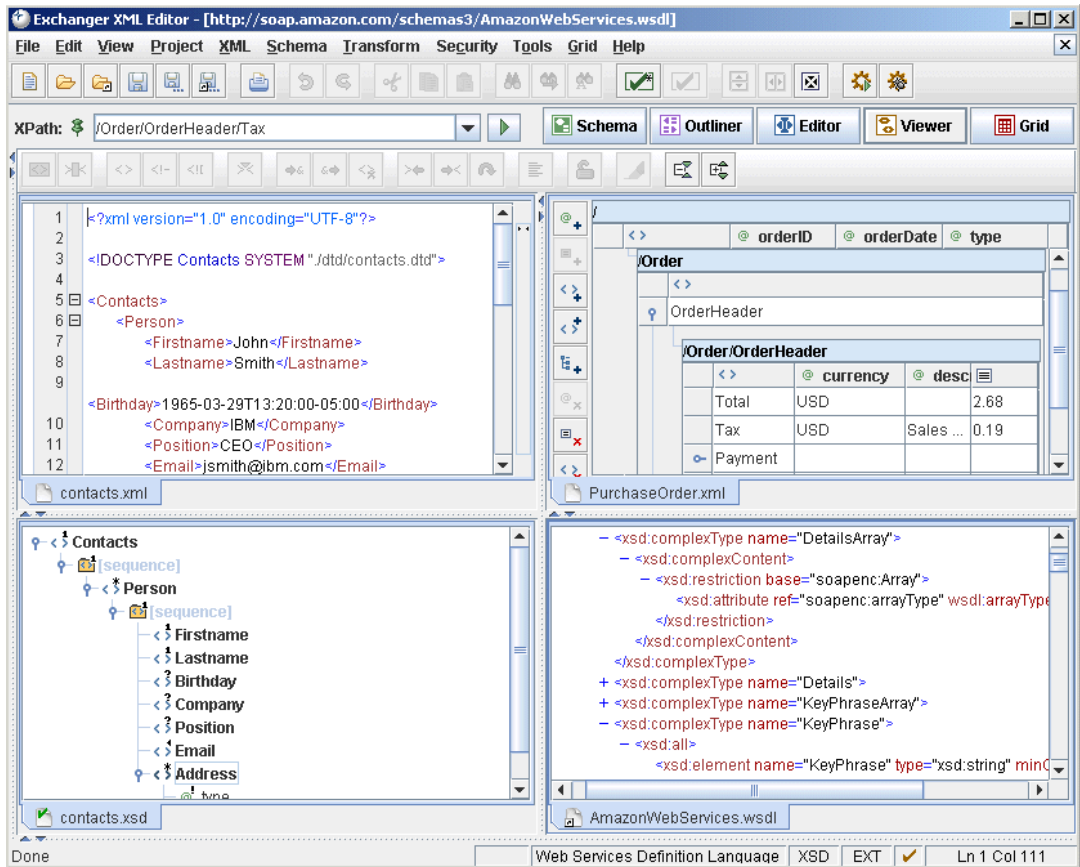 Exchanger XML Editor - [http://soap.amazon.com/schemas3/AmazonWebServices.wsdl]
File Edit View Project XML Schema Transform Security Tools Grid Help
XPath: /Order/OrderHeader/Tax
Schema Outliner Editor Viewer Grid
1 <?xml version="1.0" encoding="UTF-8"?>
2
3 <!DOCTYPE Contacts SYSTEM "./dtd/contacts.dtd">
4
5 <Contacts>
6 <Person>
7 <Firstname>John</Firstname>
8 <Lastname>Smith</Lastname>
9
<Birthday>1965-03-29T13:20:00-05:00</Birthday>
10 <Company>IBM</Company>
11 <Position>CEO</Position>
12 <Email>jsmith@ibm.com</Email>
contacts.xml
/
<> @ orderID @ orderDate @ type
/Order
<>
OrderHeader
/Order/OrderHeader
<> @ currency @ desc
Total USD 2.68
Tax USD Sales ... 0.19
Payment
PurchaseOrder.xml
Contacts
[sequence]
Person
[sequence]
Firstname
Lastname
Birthday
Company
Position
Email
Address
type
contacts.xsd
− <xsd:complexType name="DetailsArray">
− <xsd:complexContent>
− <xsd:restriction base="soapenc:Array">
<xsd:attribute ref="soapenc:arrayType" wsdl:arrayType
</xsd:restriction>
</xsd:complexContent>
</xsd:complexType>
+ <xsd:complexType name="Details">
+ <xsd:complexType name="KeyPhraseArray">
− <xsd:complexType name="KeyPhrase">
− <xsd:all>
<xsd:element name="KeyPhrase" type="xsd:string" minO
AmazonWebServices.wsdl
Done Web Services Definition Language XSD EXT Ln 1 Col 111